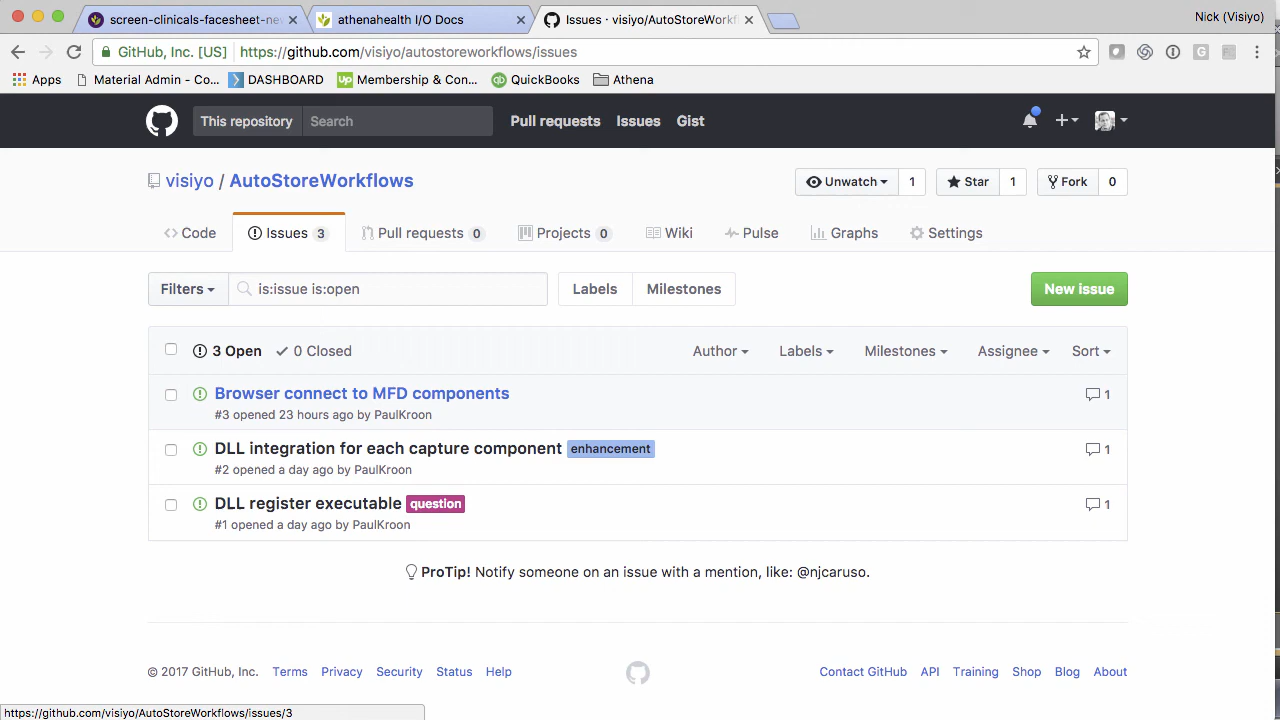 screen-clinicals-facesheet-ne
athenahealth I/O Docs
Issues · visiyo/AutoStoreWorkfl
Nick (Visiyo)
GitHub, Inc. [US]
https://github.com/visiyo/autostoreworkflows/issues
Apps
Material Admin - Co...
DASHBOARD
Up
Membership & Con...
qb
QuickBooks
Athena
This repository
Search
Pull requests
Issues
Gist
visiyo / AutoStoreWorkflows
Unwatch
1
Star
1
Fork
0
Code
Issues 3
Pull requests 0
Projects 0
Wiki
Pulse
Graphs
Settings
Filters
is:issue is:open
Labels
Milestones
New issue
3 Open
0 Closed
Author
Labels
Milestones
Assignee
Sort
Browser connect to MFD components
1
#3 opened 23 hours ago by PaulKroon
DLL integration for each capture component enhancement
1
#2 opened a day ago by PaulKroon
DLL register executable question
1
#1 opened a day ago by PaulKroon
ProTip! Notify someone on an issue with a mention, like: @njcaruso.
© 2017 GitHub, Inc.
Terms
Privacy
Security
Status
Help
Contact GitHub
API
Training
Shop
Blog
About
https://github.com/visiyo/AutoStoreWorkflows/issues/3